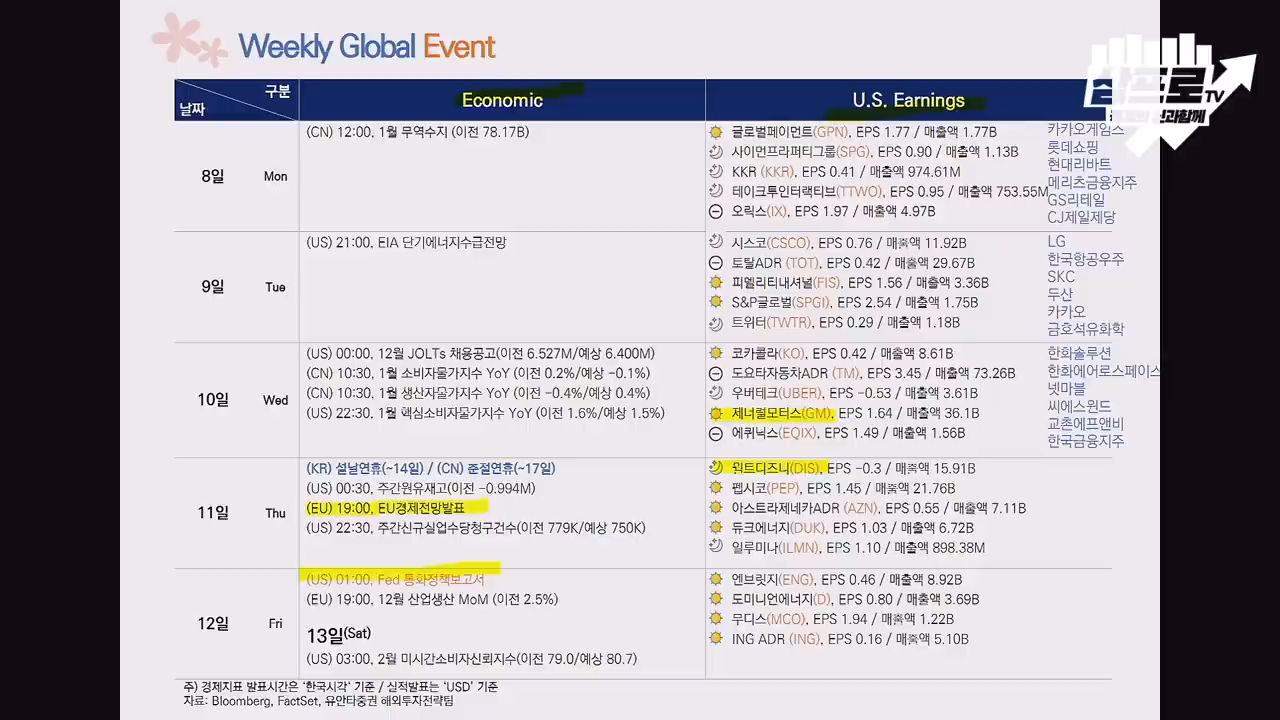 Weekly Global Event
삼프로TV
구분
날짜
Economic
U.S. Earnings
8일 Mon
(CN) 12:00, 1월 무역수지 (이전 78.17B)
글로벌페이먼트(GPN), EPS 1.77 / 매출액 1.77B
사이먼프라퍼티그룹(SPG), EPS 0.90 / 매출액 1.13B
KKR (KKR), EPS 0.41 / 매출액 974.61M
테이크투인터랙티브(TTWO), EPS 0.95 / 매출액 753.55M
오릭스(IX), EPS 1.97 / 매출액 4.97B
카카오게임즈
롯데쇼핑
현대리바트
메리츠금융지주
GS리테일
CJ제일제당
9일 Tue
(US) 21:00, EIA 단기에너지수급전망
시스코(CSCO), EPS 0.76 / 매출액 11.92B
토탈ADR (TOT), EPS 0.42 / 매출액 29.67B
피델리티내셔널(FIS), EPS 1.56 / 매출액 3.36B
S&P글로벌(SPGI), EPS 2.54 / 매출액 1.75B
트위터(TWTR), EPS 0.29 / 매출액 1.18B
LG
한국항공우주
SKC
두산
카카오
금호석유화학
10일 Wed
(US) 00:00, 12월 JOLTs 채용공고(이전 6.527M/예상 6.400M)
(CN) 10:30, 1월 소비자물가지수 YoY (이전 0.2%/예상 -0.1%)
(CN) 10:30, 1월 생산자물가지수 YoY (이전 -0.4%/예상 0.4%)
(US) 22:30, 1월 핵심소비자물가지수 YoY (이전 1.6%/예상 1.5%)
코카콜라(KO), EPS 0.42 / 매출액 8.61B
도요타자동차ADR (TM), EPS 3.45 / 매출액 73.26B
우버테크(UBER), EPS -0.53 / 매출액 3.61B
제너럴모터스(GM), EPS 1.64 / 매출액 36.1B
에퀴닉스(EQIX), EPS 1.49 / 매출액 1.56B
한화솔루션
한화에어로스페이스
넷마블
씨에스윈드
교촌에프앤비
한국금융지주
11일 Thu
(KR) 설날연휴(~14일) / (CN) 춘절연휴(~17일)
(US) 00:30, 주간원유재고(이전 -0.994M)
(EU) 19:00, EU경제전망발표
(US) 22:30, 주간신규실업수당청구건수(이전 779K/예상 750K)
월트디즈니(DIS), EPS -0.3 / 매출액 15.91B
펩시코(PEP), EPS 1.45 / 매출액 21.76B
아스트라제네카ADR (AZN), EPS 0.55 / 매출액 7.11B
듀크에너지(DUK), EPS 1.03 / 매출액 6.72B
일루미나(ILMN), EPS 1.10 / 매출액 898.38M
12일 Fri
(US) 01:00, Fed 통화정책보고서
(EU) 19:00, 12월 산업생산 MoM (이전 2.5%)
13일(Sat)
(US) 03:00, 2월 미시간소비자신뢰지수(이전 79.0/예상 80.7)
엔브릿지(ENG), EPS 0.46 / 매출액 8.92B
도미니언에너지(D), EPS 0.80 / 매출액 3.69B
무디스(MCO), EPS 1.94 / 매출액 1.22B
ING ADR (ING), EPS 0.16 / 매출액 5.10B
주) 경제지표 발표시간은 '한국시각' 기준 / 실적발표는 'USD' 기준
자료: Bloomberg, FactSet, 유안타증권 해외투자전략팀